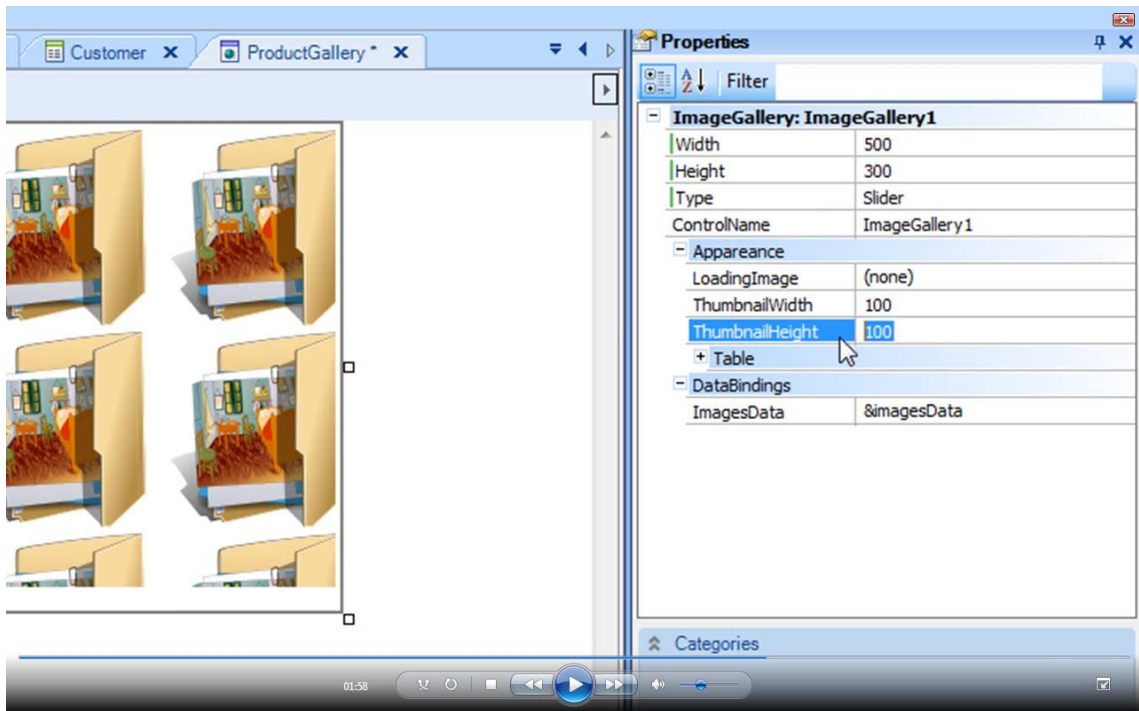 Customer
ProductGallery *
Properties
Filter
ImageGallery: ImageGallery1
Width 500
Height 300
Type Slider
ControlName ImageGallery1
Appareance
LoadingImage (none)
ThumbnailWidth 100
ThumbnailHeight 100
Table
DataBindings
ImagesData &imagesData
Categories
01:58